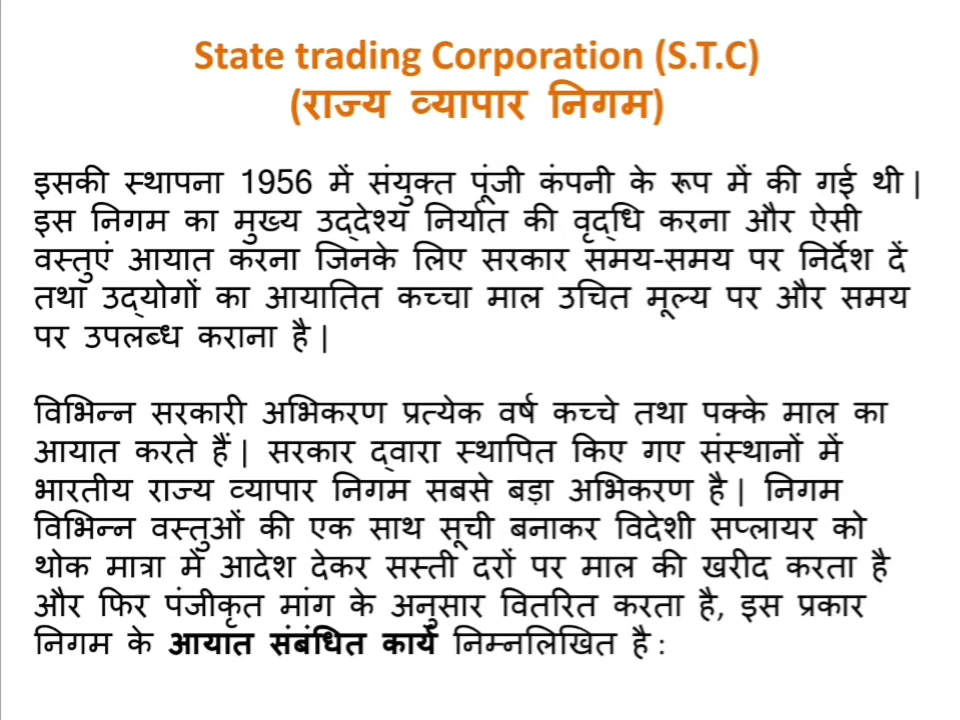 State trading Corporation (S.T.C)
(राज्य व्यापार निगम)
इसकी स्थापना 1956 में संयुक्त पूंजी कंपनी के रूप में की गई थी |
इस निगम का मुख्य उद्देश्य निर्यात की वृद्धि करना और ऐसी
वस्तुएं आयात करना जिनके लिए सरकार समय-समय पर निर्देश दें
तथा उद्योगों का आयातित कच्चा माल उचित मूल्य पर और समय
पर उपलब्ध कराना है |
विभिन्न सरकारी अभिकरण प्रत्येक वर्ष कच्चे तथा पक्के माल का
आयात करते हैं | सरकार द्वारा स्थापित किए गए संस्थानों में
भारतीय राज्य व्यापार निगम सबसे बड़ा अभिकरण है | निगम
विभिन्न वस्तुओं की एक साथ सूची बनाकर विदेशी सप्लायर को
थोक मात्रा में आदेश देकर सस्ती दरों पर माल की खरीद करता है
और फिर पंजीकृत मांग के अनुसार वितरित करता है, इस प्रकार
निगम के आयात संबंधित कार्य निम्नलिखित है :